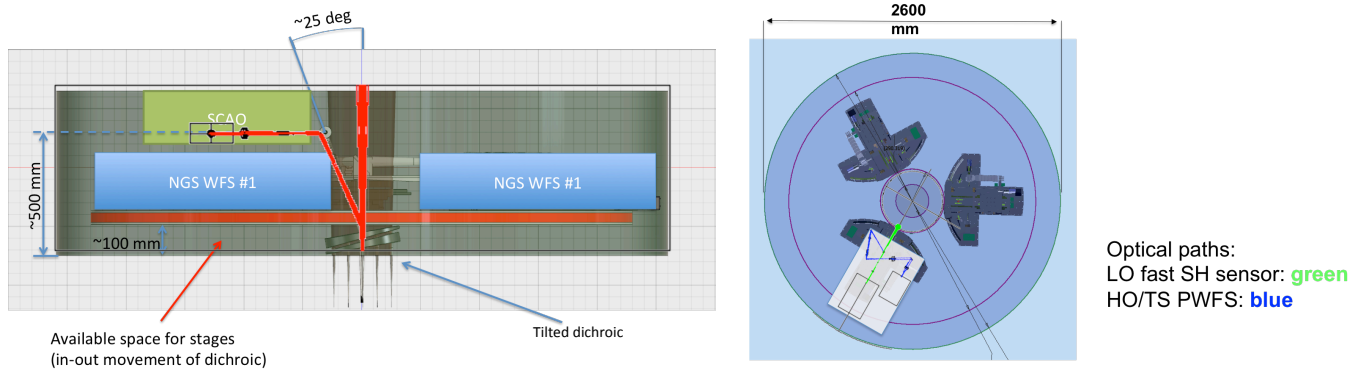 ~25 deg
SCAO
NGS WFS #1
NGS WFS #1
~500 mm
~100 mm
Available space for stages
(in-out movement of dichroic)
Tilted dichroic
2600
mm
Optical paths:
LO fast SH sensor: green
HO/TS PWFS: blue